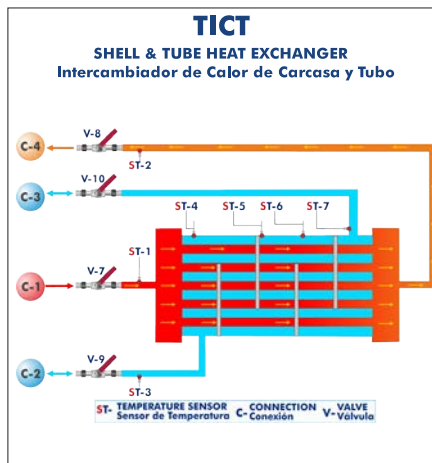 TICT
SHELL & TUBE HEAT EXCHANGER
Intercambiador de Calor de Carcasa y Tubo
V-8
C-4
ST-2
V-10
C-3
ST-4 ST-5 ST-6 ST-7
ST-1
V-7
C-1
V-9
C-2
ST-3
ST- TEMPERATURE SENSOR C- CONNECTION V- VALVE
Sensor de Temperatura Conexión Válvula